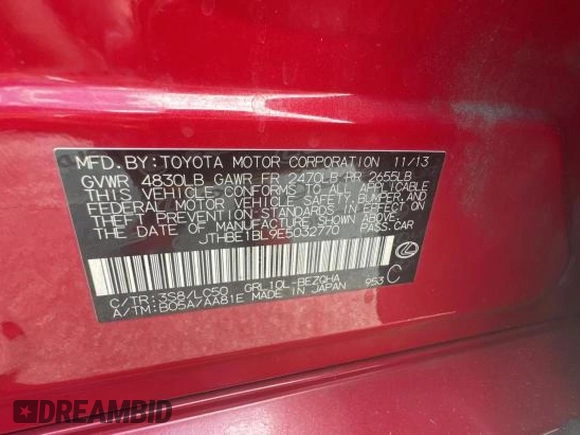 MFD. BY: TOYOTA MOTOR CORPORATION 11/13
GVWR 4830LB GAWR FR 2470LB RR 2655LB
THIS VEHICLE CONFORMS TO ALL APPLICABLE
FEDERAL MOTOR VEHICLE SAFETY, BUMPER, AND
THEFT PREVENTION STANDARDS IN EFFECT ON
THE DATE OF MANUFACTURE SHOWN ABOVE.
JTHBE1BL9E5032770 PASS.CAR
C/TR: 3S8/LC50 GRL10L-BEZQHA 953 C
A/TM: B05A/AA81E MADE IN JAPAN
DREAMBID